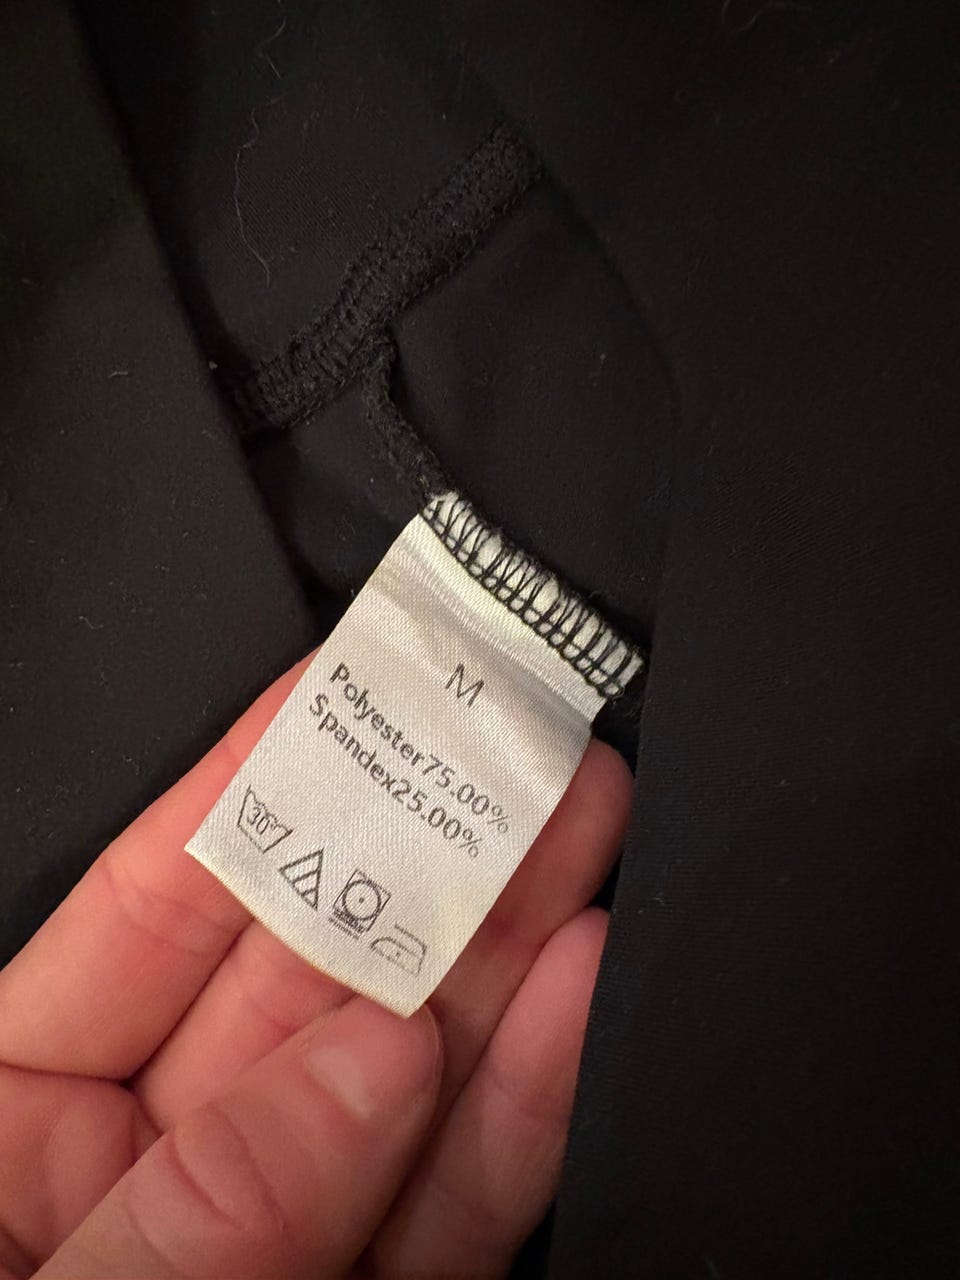 M
Polyester75.00%
Spandex25.00%
30°